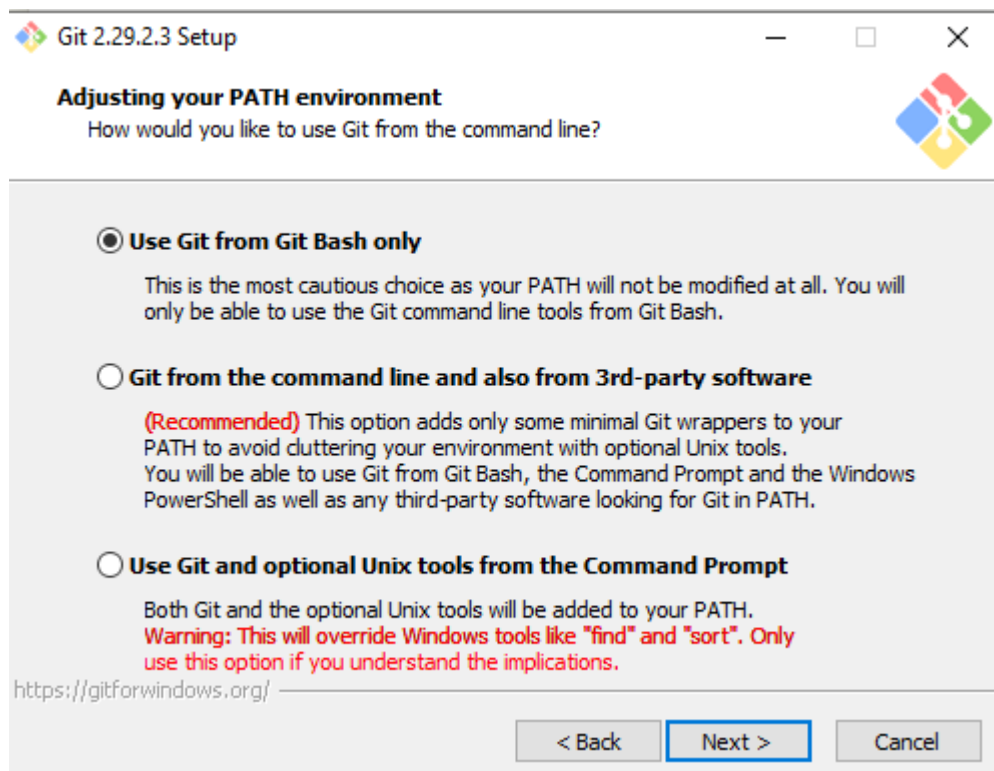 Git 2.29.2.3 Setup
Adjusting your PATH environment
How would you like to use Git from the command line?
Use Git from Git Bash only
This is the most cautious choice as your PATH will not be modified at all. You will
only be able to use the Git command line tools from Git Bash.
Git from the command line and also from 3rd-party software
(Recommended) This option adds only some minimal Git wrappers to your
PATH to avoid cluttering your environment with optional Unix tools.
You will be able to use Git from Git Bash, the Command Prompt and the Windows
PowerShell as well as any third-party software looking for Git in PATH.
Use Git and optional Unix tools from the Command Prompt
Both Git and the optional Unix tools will be added to your PATH.
Warning: This will override Windows tools like "find" and "sort". Only
use this option if you understand the implications.
https://gitforwindows.org/
< Back Next > Cancel